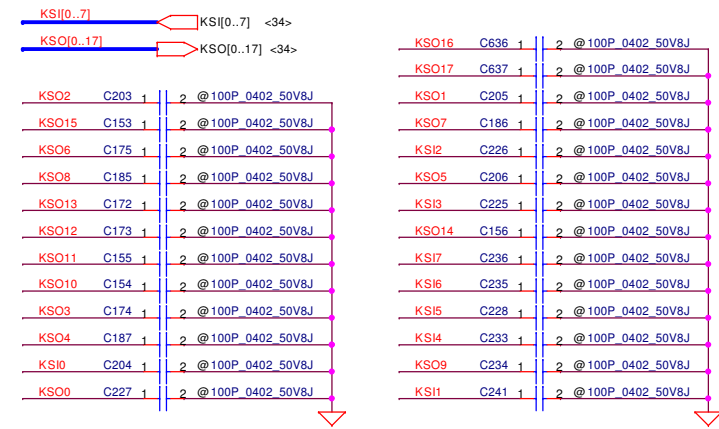 KSI[0..7] KSI[0..7] <34>
KSO[0..17] KSO[0..17] <34>
KSO2 C203 1 2 @100P_0402_50V8J
KSO15 C153 1 2 @100P_0402_50V8J
KSO6 C175 1 2 @100P_0402_50V8J
KSO8 C185 1 2 @100P_0402_50V8J
KSO13 C172 1 2 @100P_0402_50V8J
KSO12 C173 1 2 @100P_0402_50V8J
KSO11 C155 1 2 @100P_0402_50V8J
KSO10 C154 1 2 @100P_0402_50V8J
KSO3 C174 1 2 @100P_0402_50V8J
KSO4 C187 1 2 @100P_0402_50V8J
KSI0 C204 1 2 @100P_0402_50V8J
KSO0 C227 1 2 @100P_0402_50V8J
KSO16 C636 1 2 @100P_0402_50V8J
KSO17 C637 1 2 @100P_0402_50V8J
KSO1 C205 1 2 @100P_0402_50V8J
KSO7 C186 1 2 @100P_0402_50V8J
KSI2 C226 1 2 @100P_0402_50V8J
KSO5 C206 1 2 @100P_0402_50V8J
KSI3 C225 1 2 @100P_0402_50V8J
KSO14 C156 1 2 @100P_0402_50V8J
KSI7 C236 1 2 @100P_0402_50V8J
KSI6 C235 1 2 @100P_0402_50V8J
KSI5 C228 1 2 @100P_0402_50V8J
KSI4 C233 1 2 @100P_0402_50V8J
KSO9 C234 1 2 @100P_0402_50V8J
KSI1 C241 1 2 @100P_0402_50V8J